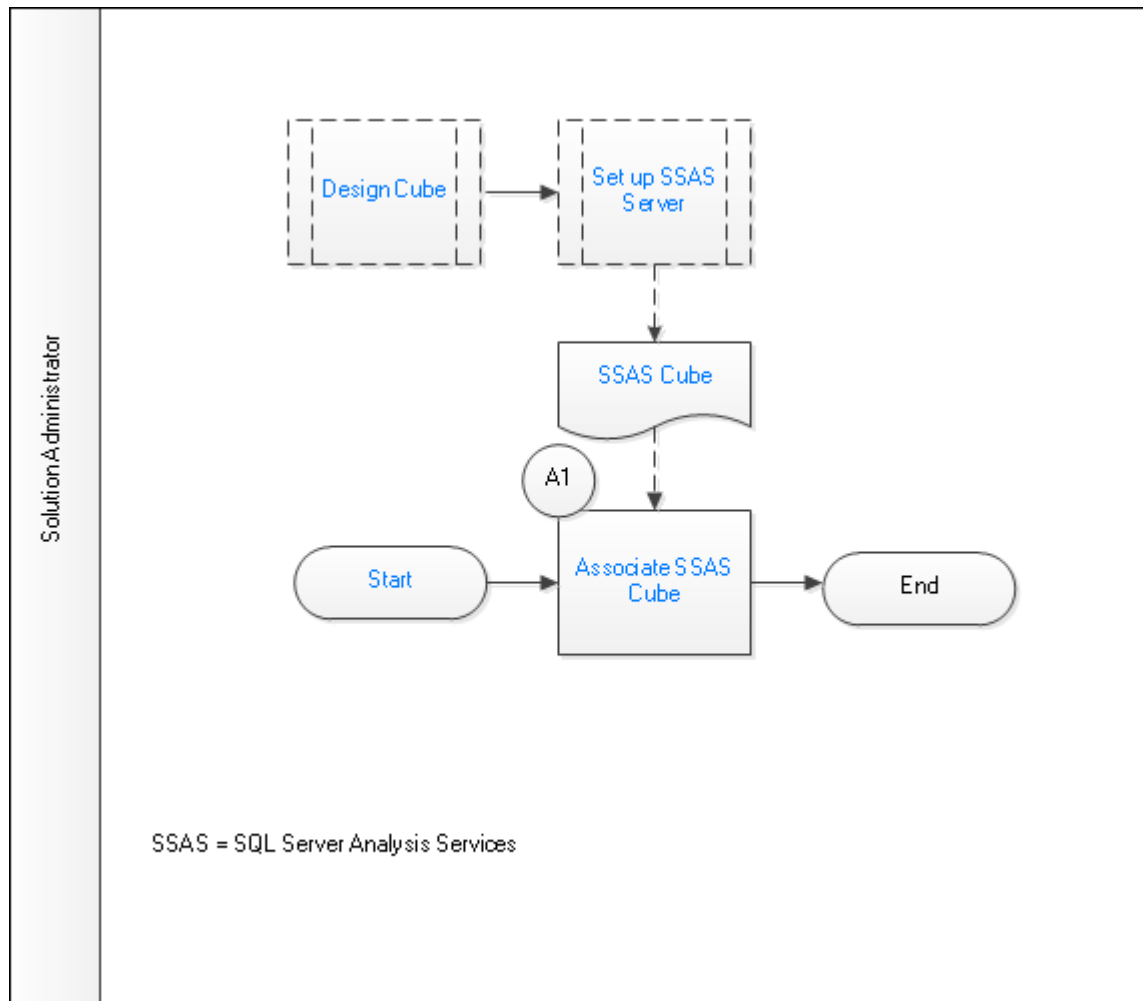 Solution Administrator
Design Cube
Set up SSAS
Server
SSAS Cube
A1
Start
Associate SSAS
Cube
End
SSAS = SQL Server Analysis Services